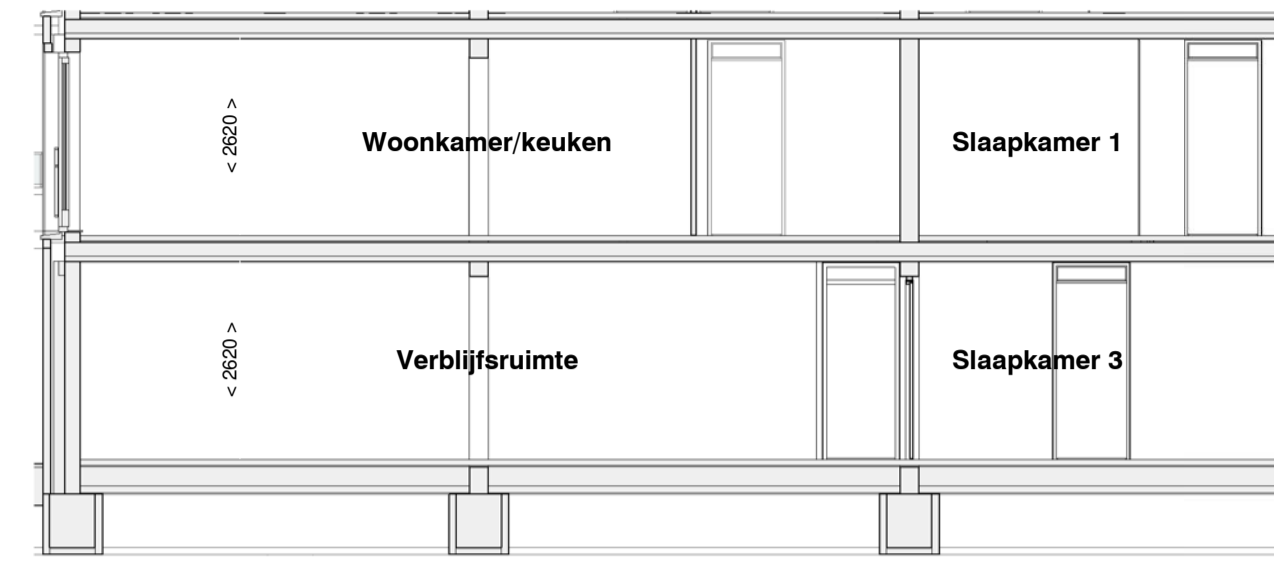 < 2620 >
Woonkamer/keuken
Slaapkamer 1
< 2620 >
Verblijfsruimte
Slaapkamer 3